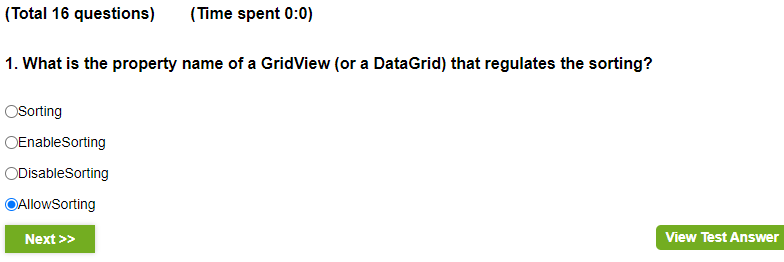 (Total 16 questions) (Time spent 0:0)
1. What is the property name of a GridView (or a DataGrid) that regulates the sorting?
Sorting
EnableSorting
DisableSorting
AllowSorting
Next >>
View Test Answer